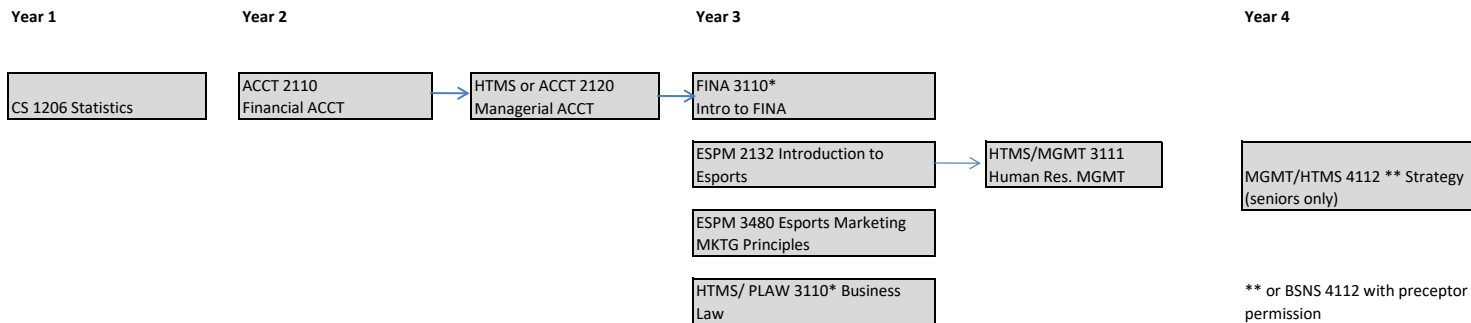 Year 1
Year 2
Year 3
Year 4
CS 1206 Statistics
ACCT 2110
Financial ACCT
HTMS or ACCT 2120
Managerial ACCT
FINA 3110*
Intro to FINA
ESPM 2132 Introduction to
Esports
HTMS/MGMT 3111
Human Res. MGMT
MGMT/HTMS 4112 ** Strategy
(seniors only)
ESPM 3480 Esports Marketing
MKTG Principles
HTMS/ PLAW 3110* Business
Law
** or BSNS 4112 with preceptor
permission